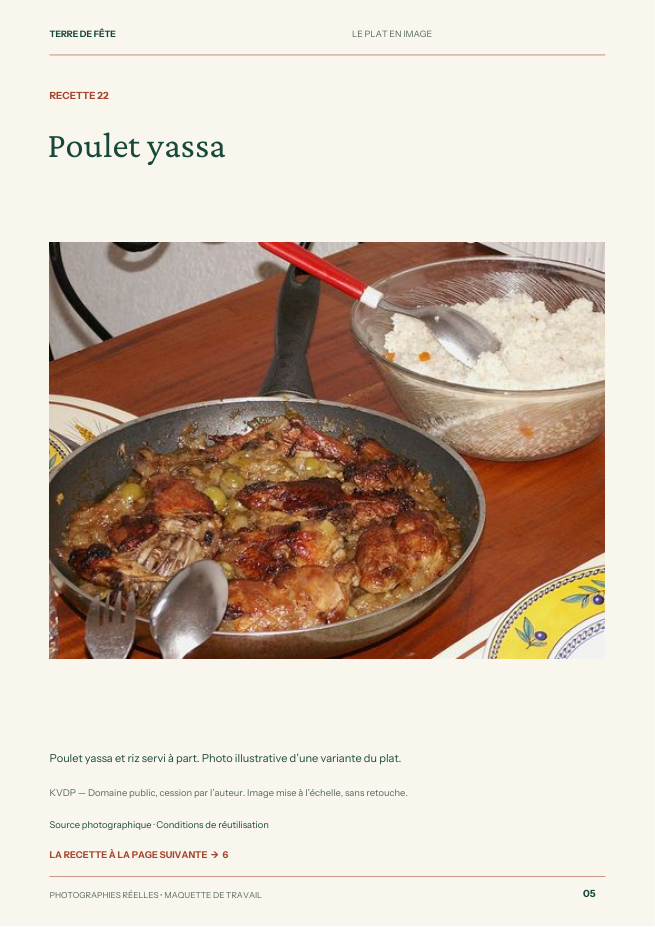 TERRE DE FÊTE
LE PLAT EN IMAGE
RECETTE 22
Poulet yassa
Poulet yassa et riz servi à part. Photo illustrative d’une variante du plat.
KVDP — Domaine public, cession par l’auteur. Image mise à l’échelle, sans retouche.
Source photographique · Conditions de réutilisation
LA RECETTE À LA PAGE SUIVANTE → 6
PHOTOGRAPHIES RÉELLES • MAQUETTE DE TRAVAIL
05